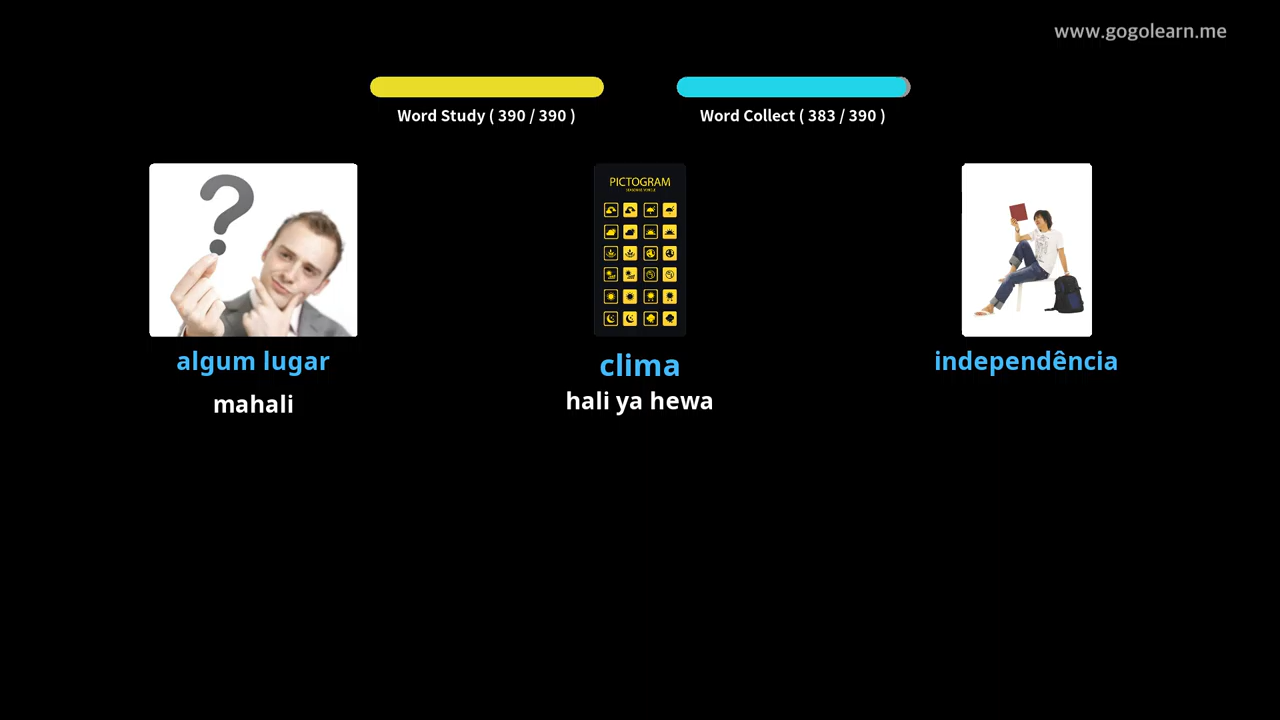 www.gogolearn.me
Word Study ( 390 / 390 )
Word Collect ( 383 / 390 )
PICTOGRAM
algum lugar
clima
independência
mahali
hali ya hewa